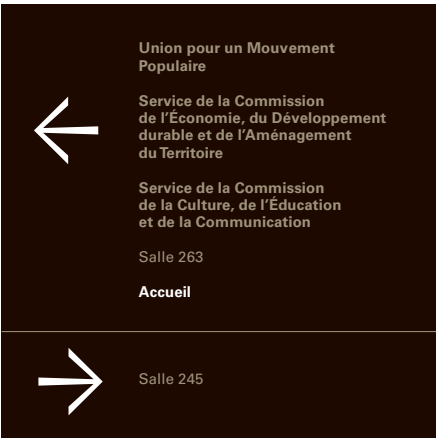 Union pour un Mouvement
Populaire
Service de la Commission
de l'Économie, du Développement
durable et de l'Aménagement
du Territoire
Service de la Commission
de la Culture, de l'Éducation
et de la Communication
Salle 263
Accueil
Salle 245